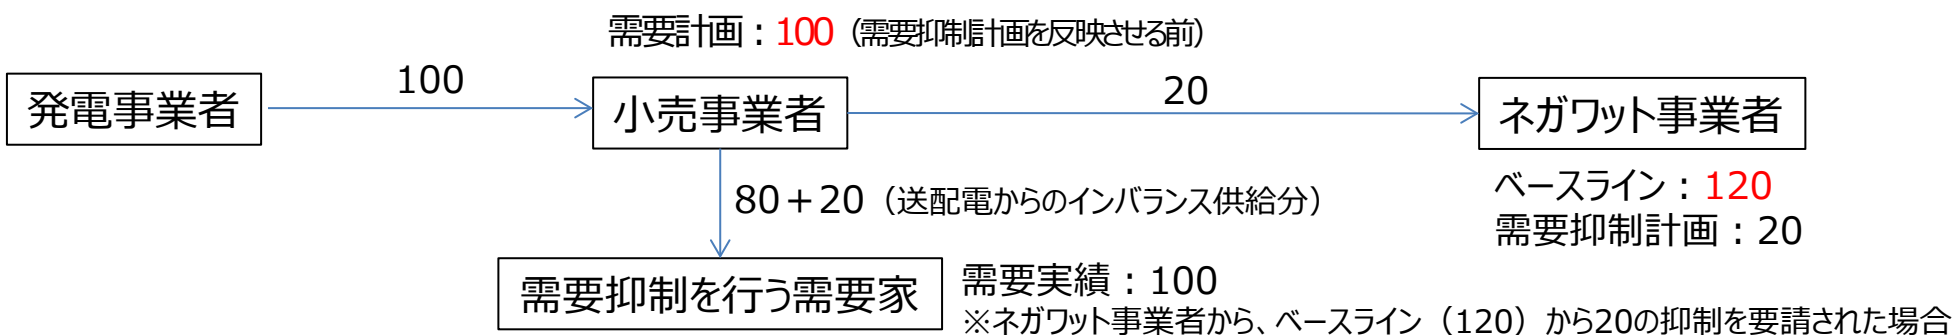 需要計画：100（需要抑制計画を反映させる前）
発電事業者
100
小売事業者
20
ネガワット事業者
80＋20（送配電からのインバランス供給分）
ベースライン：120
需要抑制計画：20
需要抑制を行う需要家
需要実績：100
※ネガワット事業者から、ベースライン（120）から20の抑制を要請された場合